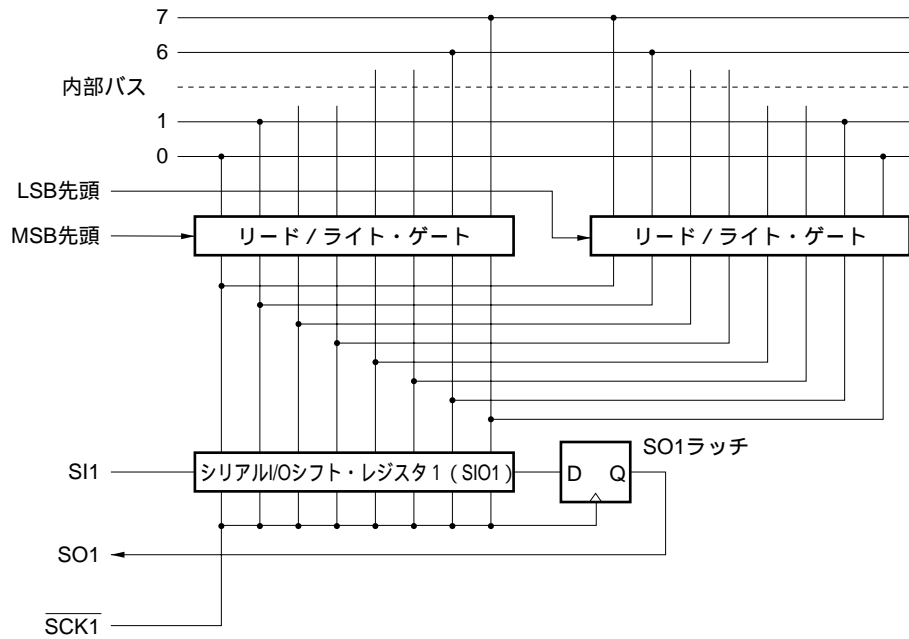 7
6
内部バス
1
0
LSB先頭
MSB先頭
リード / ライト・ゲート
リード / ライト・ゲート
SO1ラッチ
SI1
シリアルI/Oシフト・レジスタ1（SIO1）
D Q
SO1
SCK1